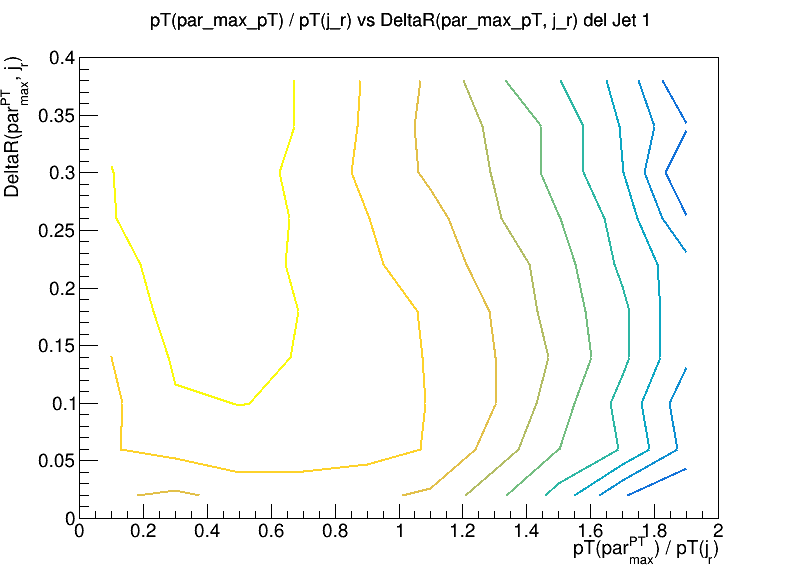 pT(par_max_pT) / pT(j_r) vs DeltaR(par_max_pT, j_r) del Jet 1
DeltaR(par^PT_max, j_r)
0.4
0.35
0.3
0.25
0.2
0.15
0.1
0.05
0
0 0.2 0.4 0.6 0.8 1 1.2 1.4 1.6 1.8 2
pT(par^PT_max) / pT(j_r)